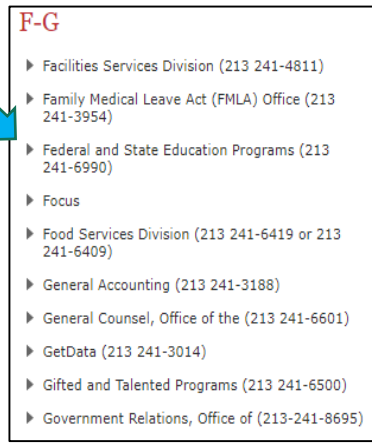 F-G
Facilities Services Division (213 241-4811)
Family Medical Leave Act (FMLA) Office (213
241-3954)
Federal and State Education Programs (213
241-6990)
Focus
Food Services Division (213 241-6419 or 213
241-6409)
General Accounting (213 241-3188)
General Counsel, Office of the (213 241-6601)
GetData (213 241-3014)
Gifted and Talented Programs (213 241-6500)
Government Relations, Office of (213-241-8695)